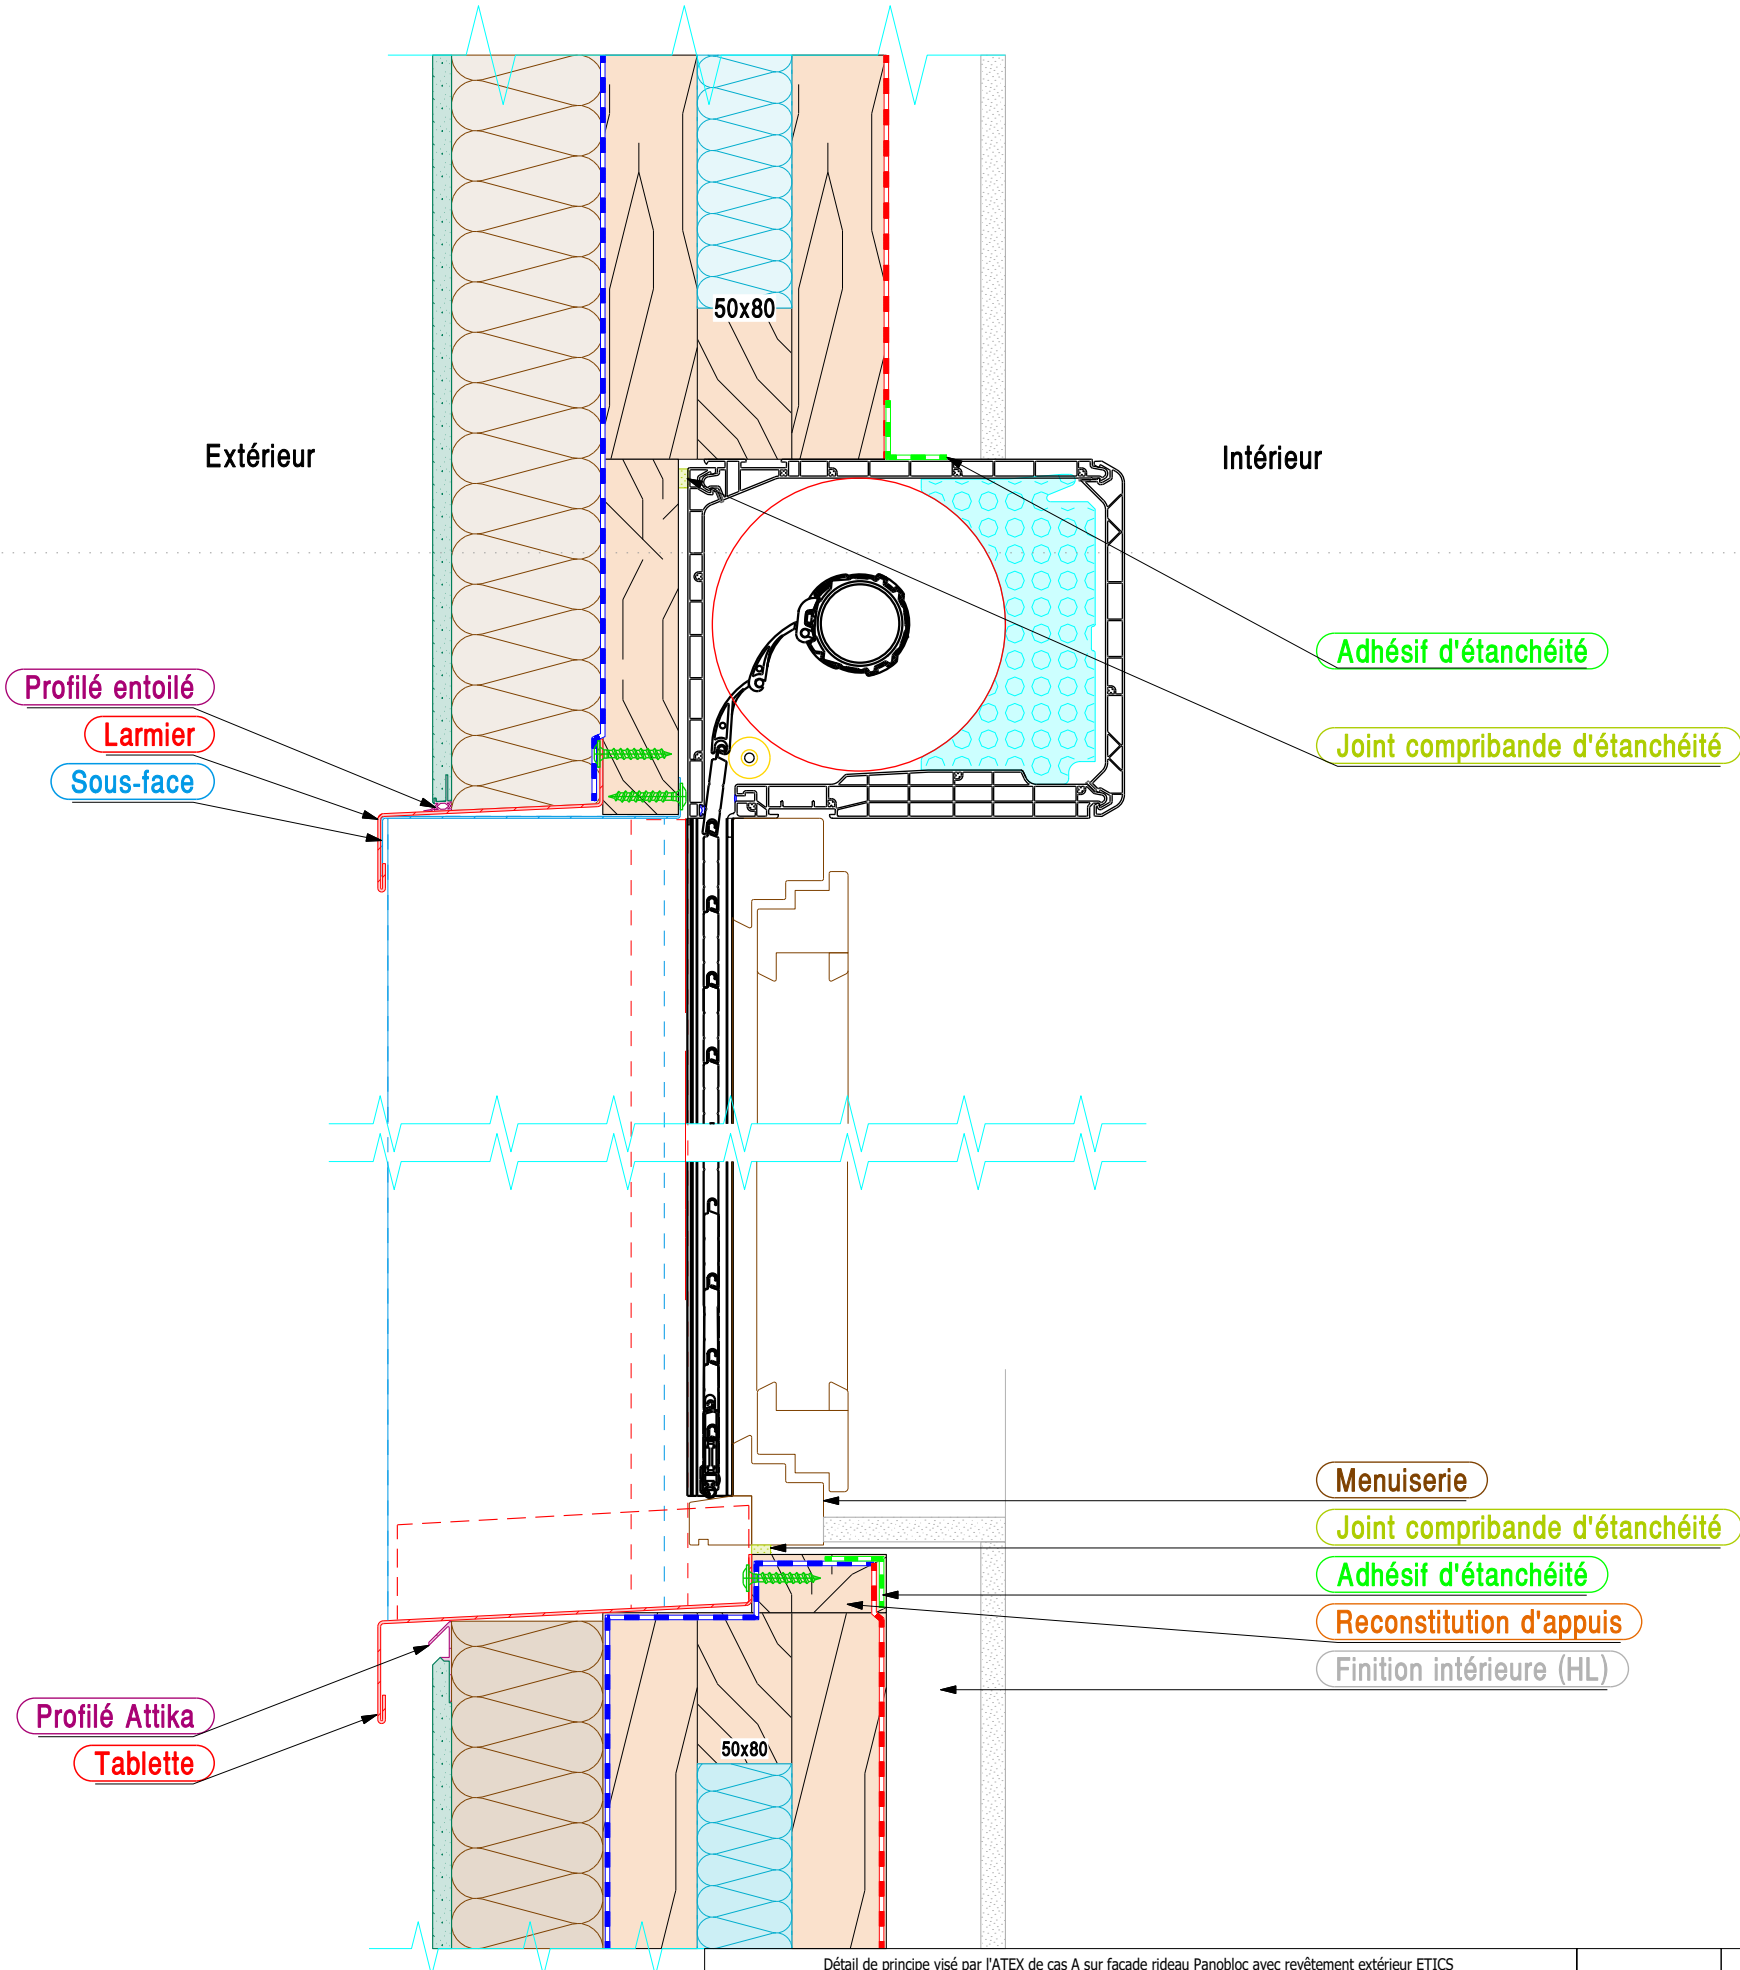 50x80
Extérieur
Intérieur
Adhésif d'étanchéité
Profilé entoilé
Larmier
Joint compribande d'étanchéité
Sous-face
Menuiserie
Joint compribande d'étanchéité
Adhésif d'étanchéité
Reconstitution d'appuis
Finition intérieure (HL)
Profilé Attika
50x80
Tablette
Détail de principe visé par l'ATEX de cas A sur façade rideau Panobloc avec revêtement extérieur ETICS